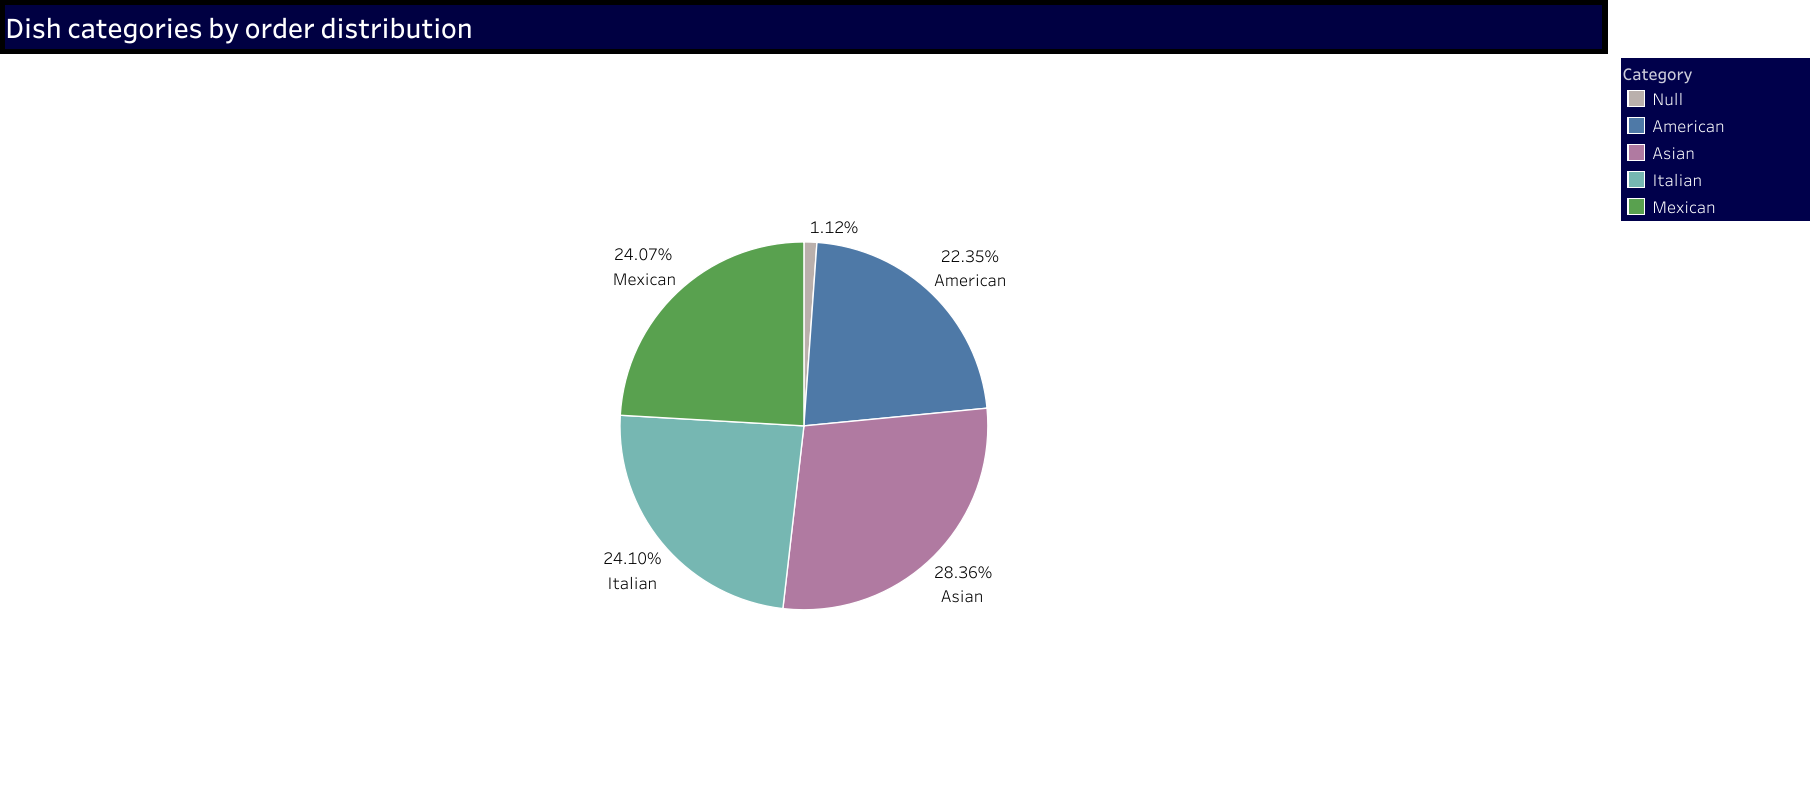 Dish categories by order distribution
Category
Null
American
Asian
Italian
Mexican
1.12%
24.07%
Mexican
22.35%
American
24.10%
Italian
28.36%
Asian